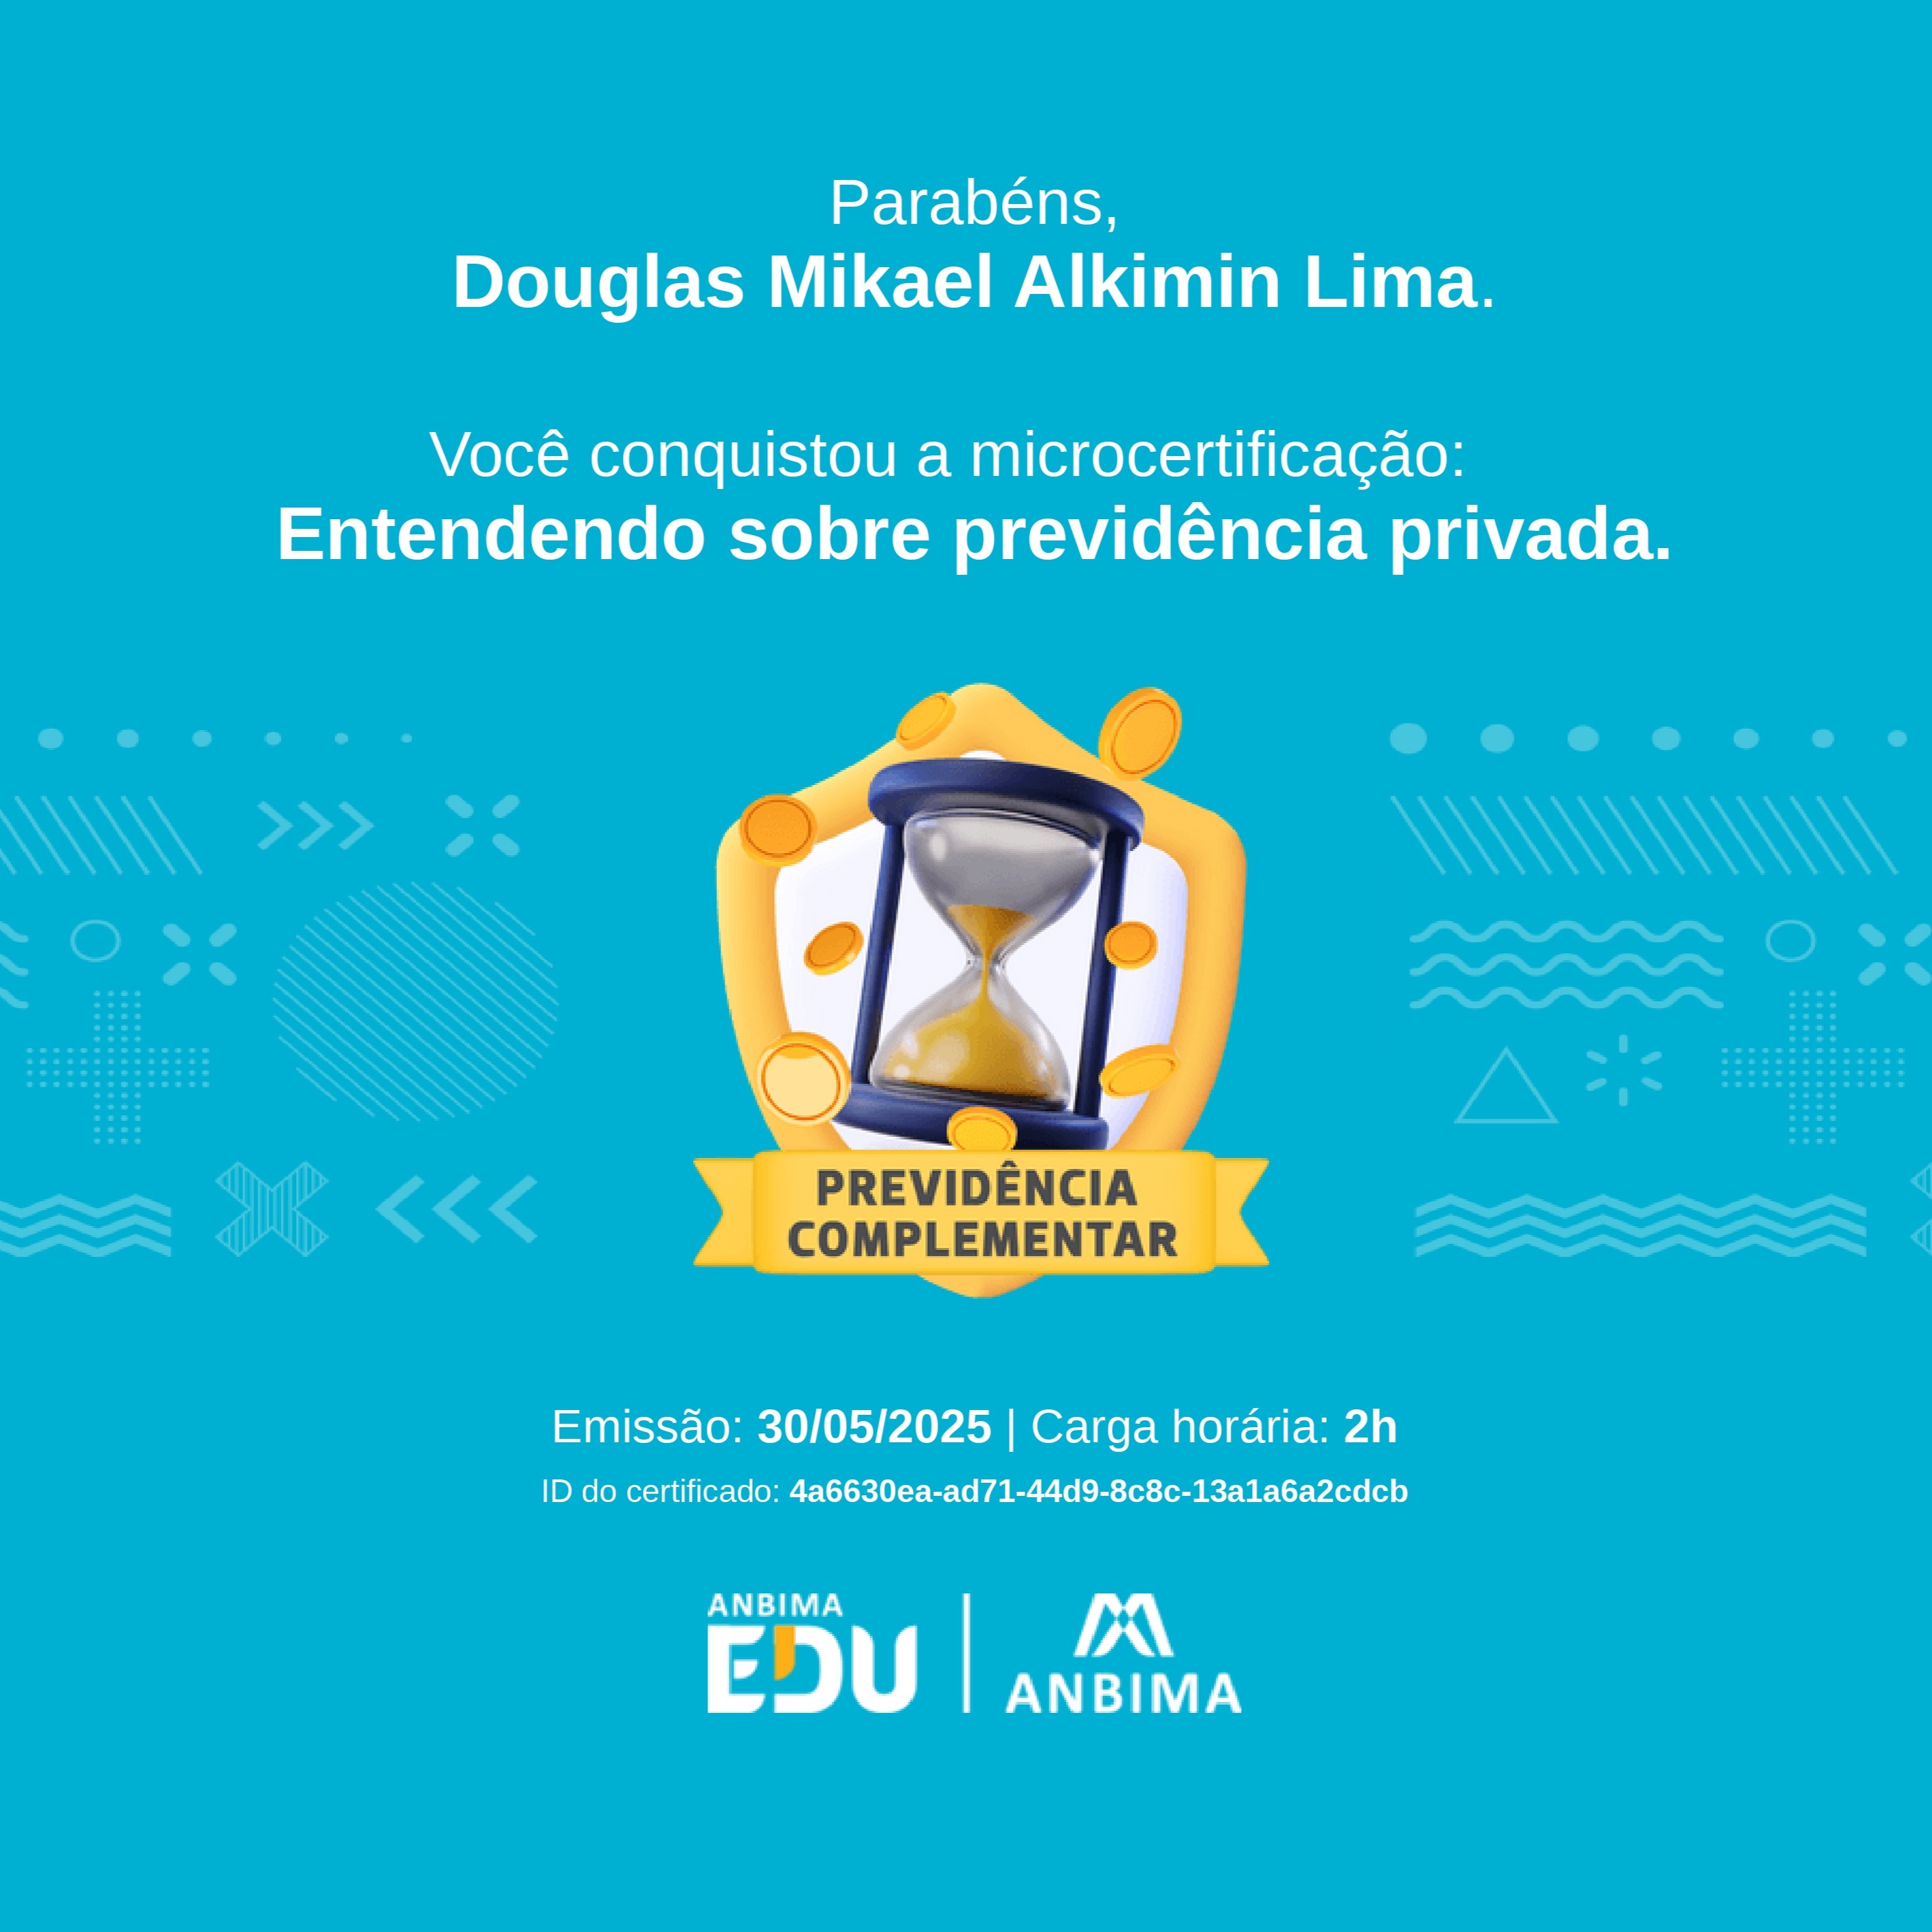 Parabéns,
Douglas Mikael Alkimin Lima.
Você conquistou a microcertificação:
Entendendo sobre previdência privada.
PREVIDÊNCIA
COMPLEMENTAR
Emissão: 30/05/2025 | Carga horária: 2h
ID do certificado: 4a6630ea-ad71-44d9-8c8c-13a1a6a2cdcb
ANBIMA
EDU
ANBIMA